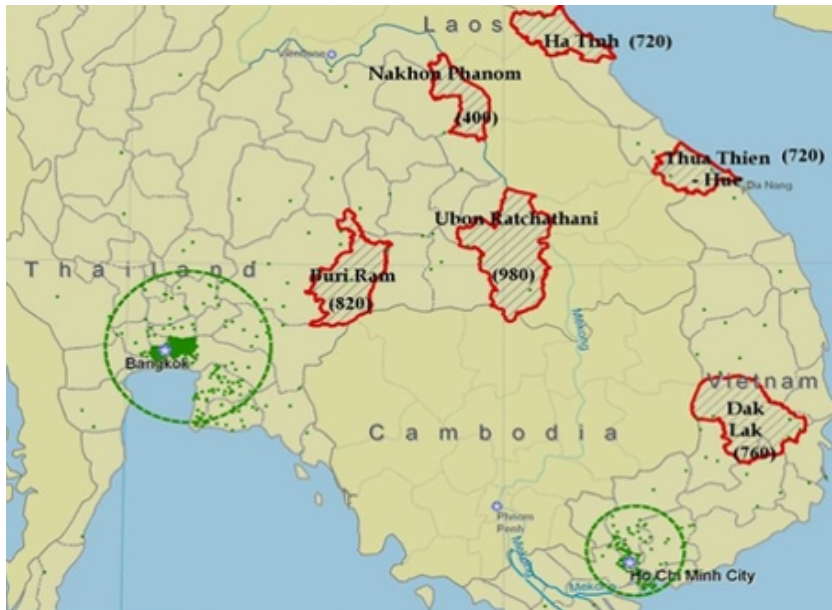 Laos
Ha Tinh (720)
Vientiane
Nakhon Phanom
(400)
Thua Thien (720)
- Hue
Da Nang
Ubon Ratchathani
Thailand
Buri Ram
(820)
(980)
Mekong
Bangkok
Vietnam
Dak
Lak
(760)
Cambodia
Phnom
Penh
Mekong
Mekong
Ho Chi Minh City